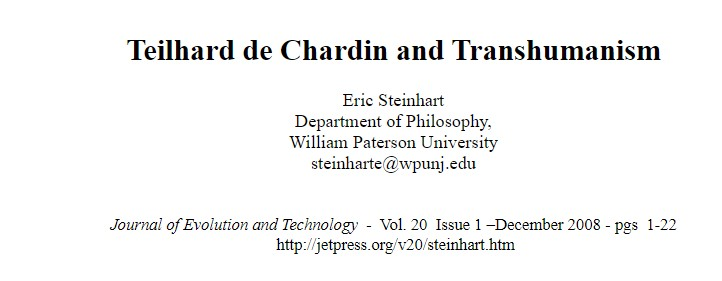 Teilhard de Chardin and Transhumanism
Eric Steinhart
Department of Philosophy,
William Paterson University
steinharte@wpunj.edu
Journal of Evolution and Technology - Vol. 20 Issue 1 –December 2008 - pgs 1-22
http://jetpress.org/v20/steinhart.htm